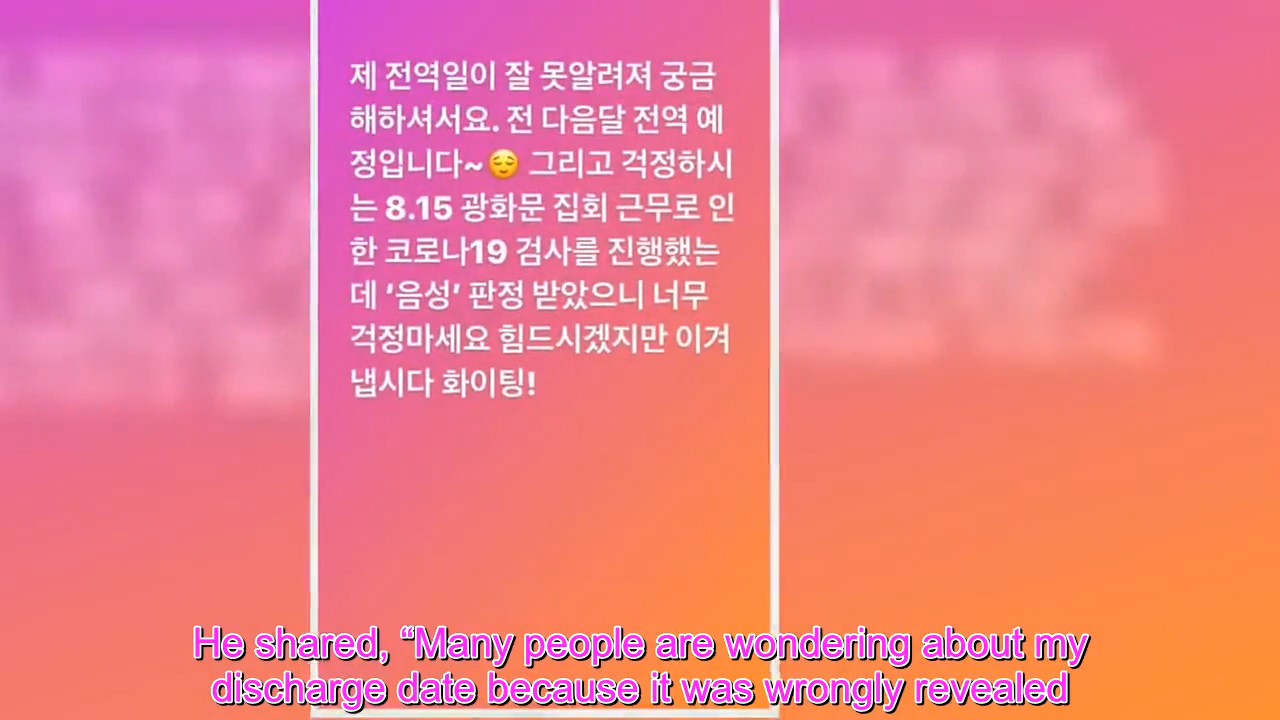 제 전역일이 잘 못알려져 궁금
해하셔서요. 전 다음달 전역 예
정입니다~😌 그리고 걱정하시
는 8.15 광화문 집회 근무로 인
한 코로나19 검사를 진행했는
데 ‘음성’ 판정 받았으니 너무
걱정마세요 힘드시겠지만 이겨
냅시다 화이팅!
He shared, “Many people are wondering about my
discharge date because it was wrongly revealed